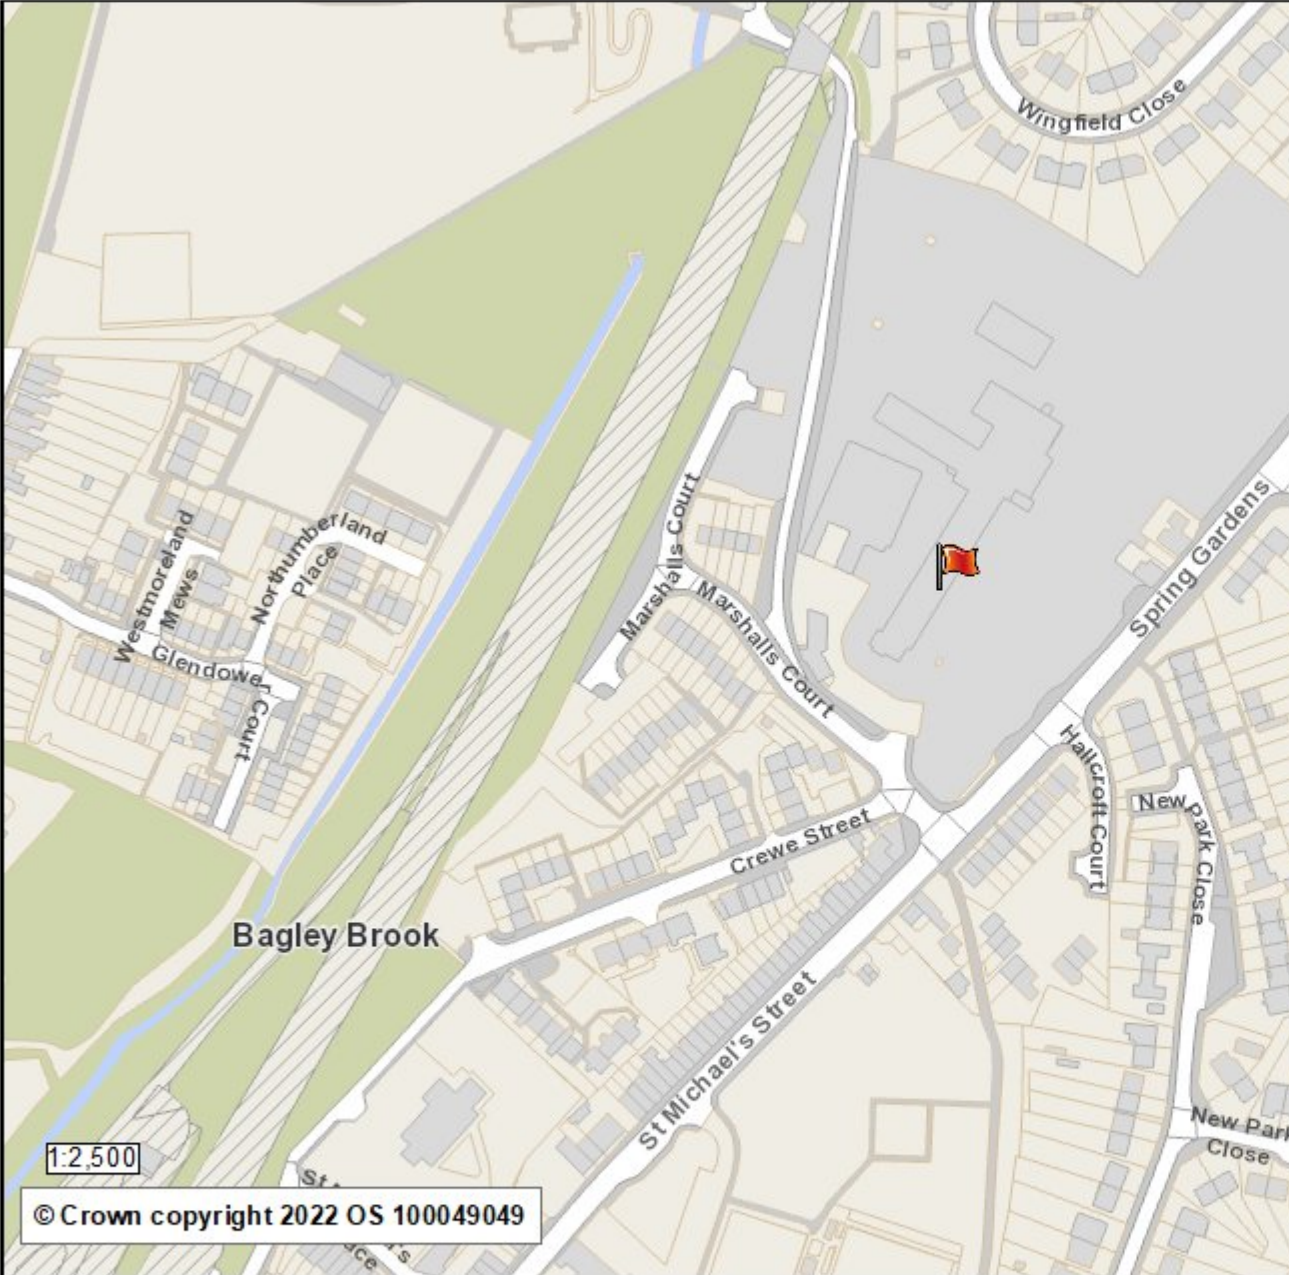 Wingfield Close
Marshalls Court
Spring Gardens
Northumberland
Place
Westmoreland
Mews
Marshalls Court
Glendower Court
Hallcroft Court
New Park Close
Crewe Street
Bagley Brook
St Michael's Street
New Park
Close
1:2,500
St
© Crown copyright 2022 OS 100049049